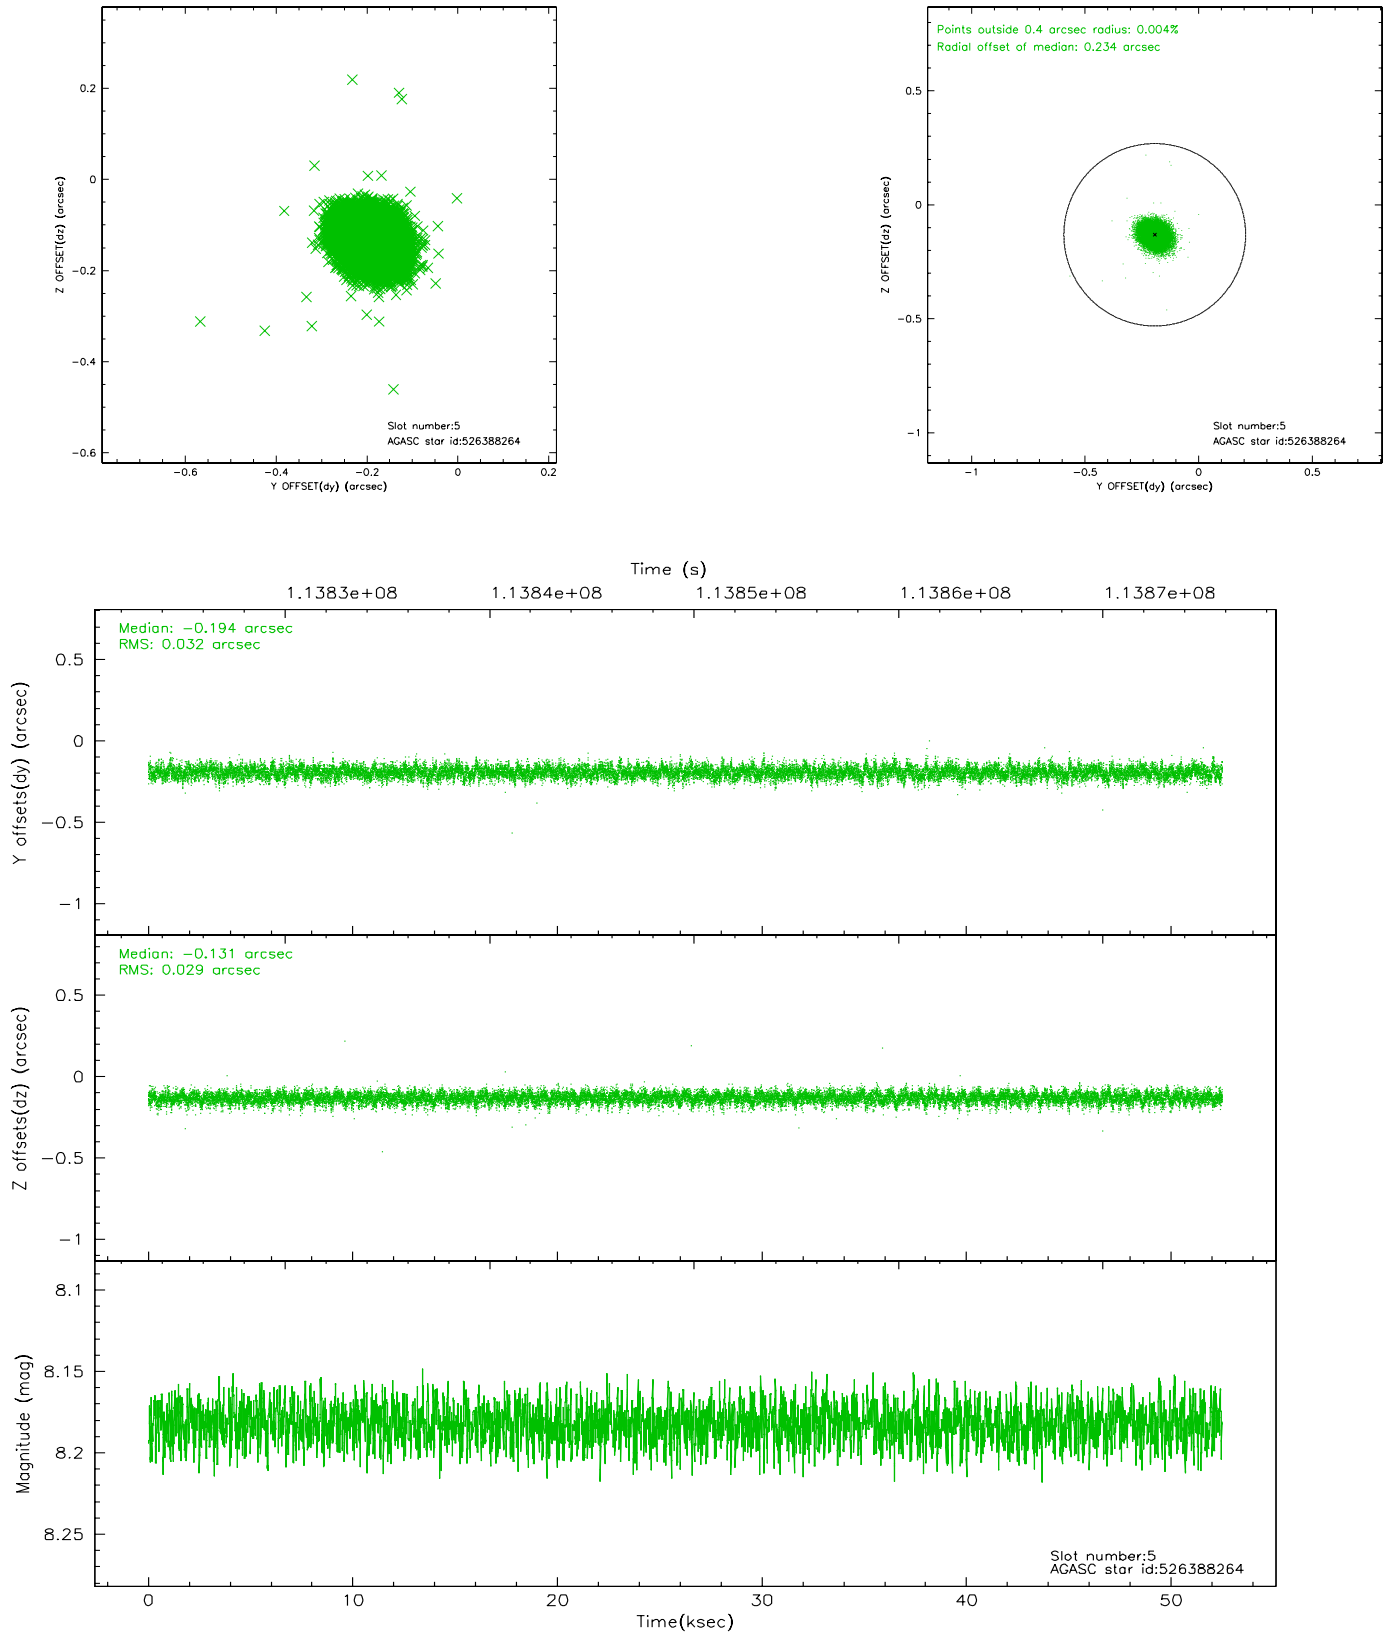 0.2
0
−0.2
−0.4
−0.6
Z OFFSET(dz) (arcsec)
Slot number:5
AGASC star id:526388264
−0.6
−0.4
−0.2
0
0.2
Y OFFSET(dy) (arcsec)
Points outside 0.4 arcsec radius: 0.004%
Radial offset of median: 0.234 arcsec
0.5
0
−0.5
−1
Z OFFSET(dz) (arcsec)
Slot number:5
AGASC star id:526388264
−1
−0.5
0
0.5
Y OFFSET(dy) (arcsec)
Time (s)
1.1383e+08
1.1384e+08
1.1385e+08
1.1386e+08
1.1387e+08
Median: −0.194 arcsec
RMS: 0.032 arcsec
0.5
0
−0.5
−1
Y offsets(dy) (arcsec)
Median: −0.131 arcsec
RMS: 0.029 arcsec
0.5
0
−0.5
−1
Z offsets(dz) (arcsec)
8.1
8.15
8.2
8.25
Magnitude (mag)
Slot number:5
AGASC star id:526388264
0
10
20
30
40
50
Time(ksec)